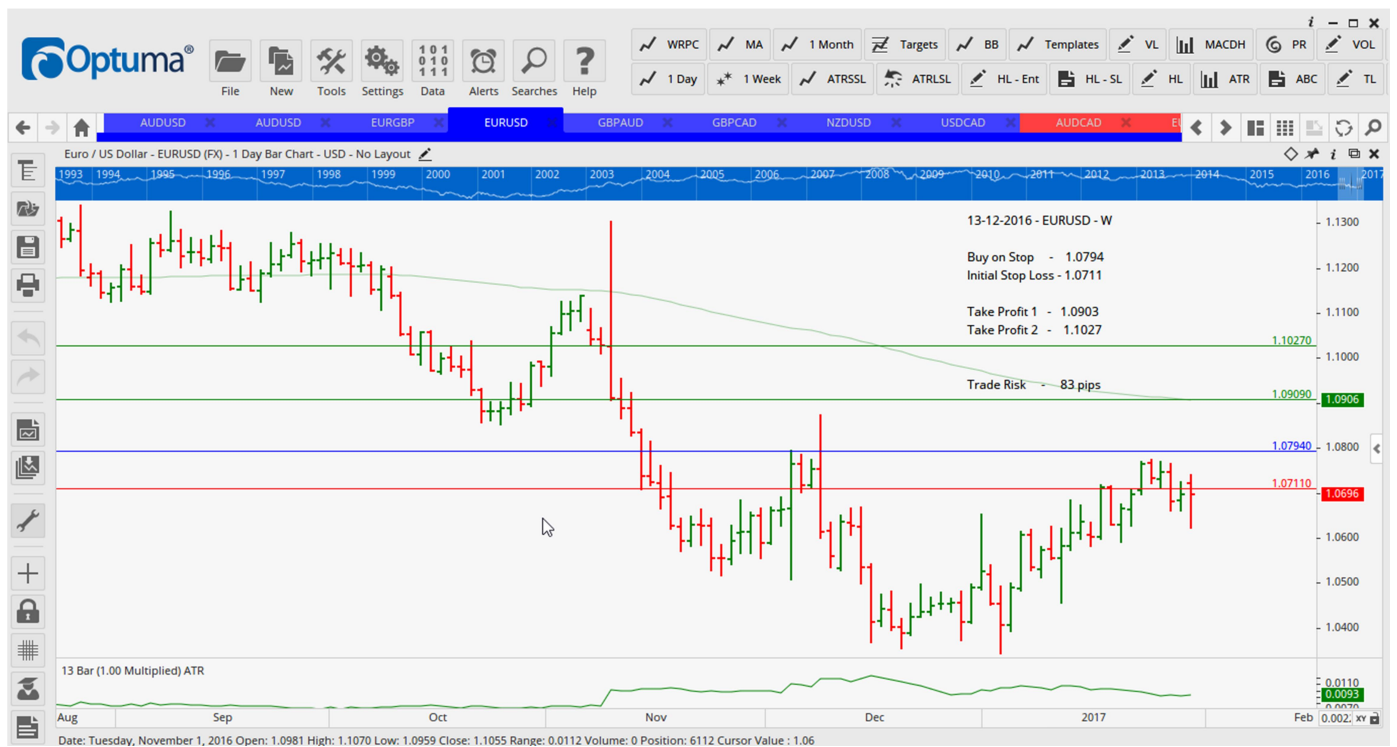 i
Optuma®
WRPC MA 1 Month Targets BB Templates VL MACDH PR VOL
1 Day 1 Week ATRSSL ATRLSL HL - Ent HL - SL HL ATR ABC TL
101
010
111
File New Tools Settings Data Alerts Searches Help
AUDUSD AUDUSD EURGBP EURUSD GBPAUD GBPCAD NZDUSD USDCAD AUDCAD
Euro / US Dollar - EURUSD (FX) - 1 Day Bar Chart - USD - No Layout
1993 1994 1995 1996 1997 1998 1999 2000 2001 2002 2003 2004 2005 2006 2007 2008 2009 2010 2011 2012 2013 2014 2015 2016 2017
13-12-2016 - EURUSD - W
1.1300
Buy on Stop - 1.0794
Initial Stop Loss - 1.0711
1.1200
Take Profit 1 - 1.0903
1.1100
Take Profit 2 - 1.1027
1.10270
1.1000
Trade Risk - 83 pips
1.09090
1.0906
1.07940
1.0800
1.07110
1.0696
1.0600
1.0500
1.0400
13 Bar (1.00 Multiplied) ATR
0.0110
0.0093
Aug Sep Oct Nov Dec 2017 Feb 0.002 XY
Date: Tuesday, November 1, 2016 Open: 1.0981 High: 1.1070 Low: 1.0959 Close: 1.1055 Range: 0.0112 Volume: 0 Position: 6112 Cursor Value : 1.06